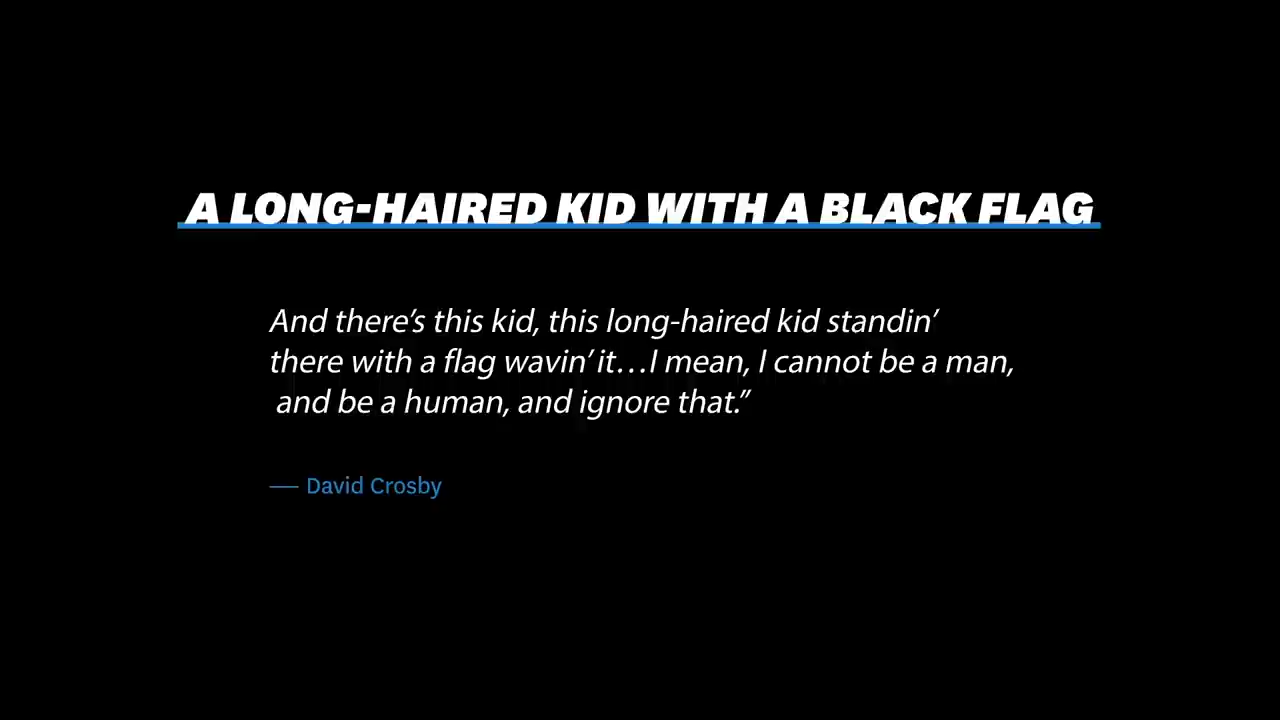 A LONG-HAIRED KID WITH A BLACK FLAG
And there’s this kid, this long-haired kid standin’
there with a flag wavin’ it…I mean, I cannot be a man,
and be a human, and ignore that.”
— David Crosby